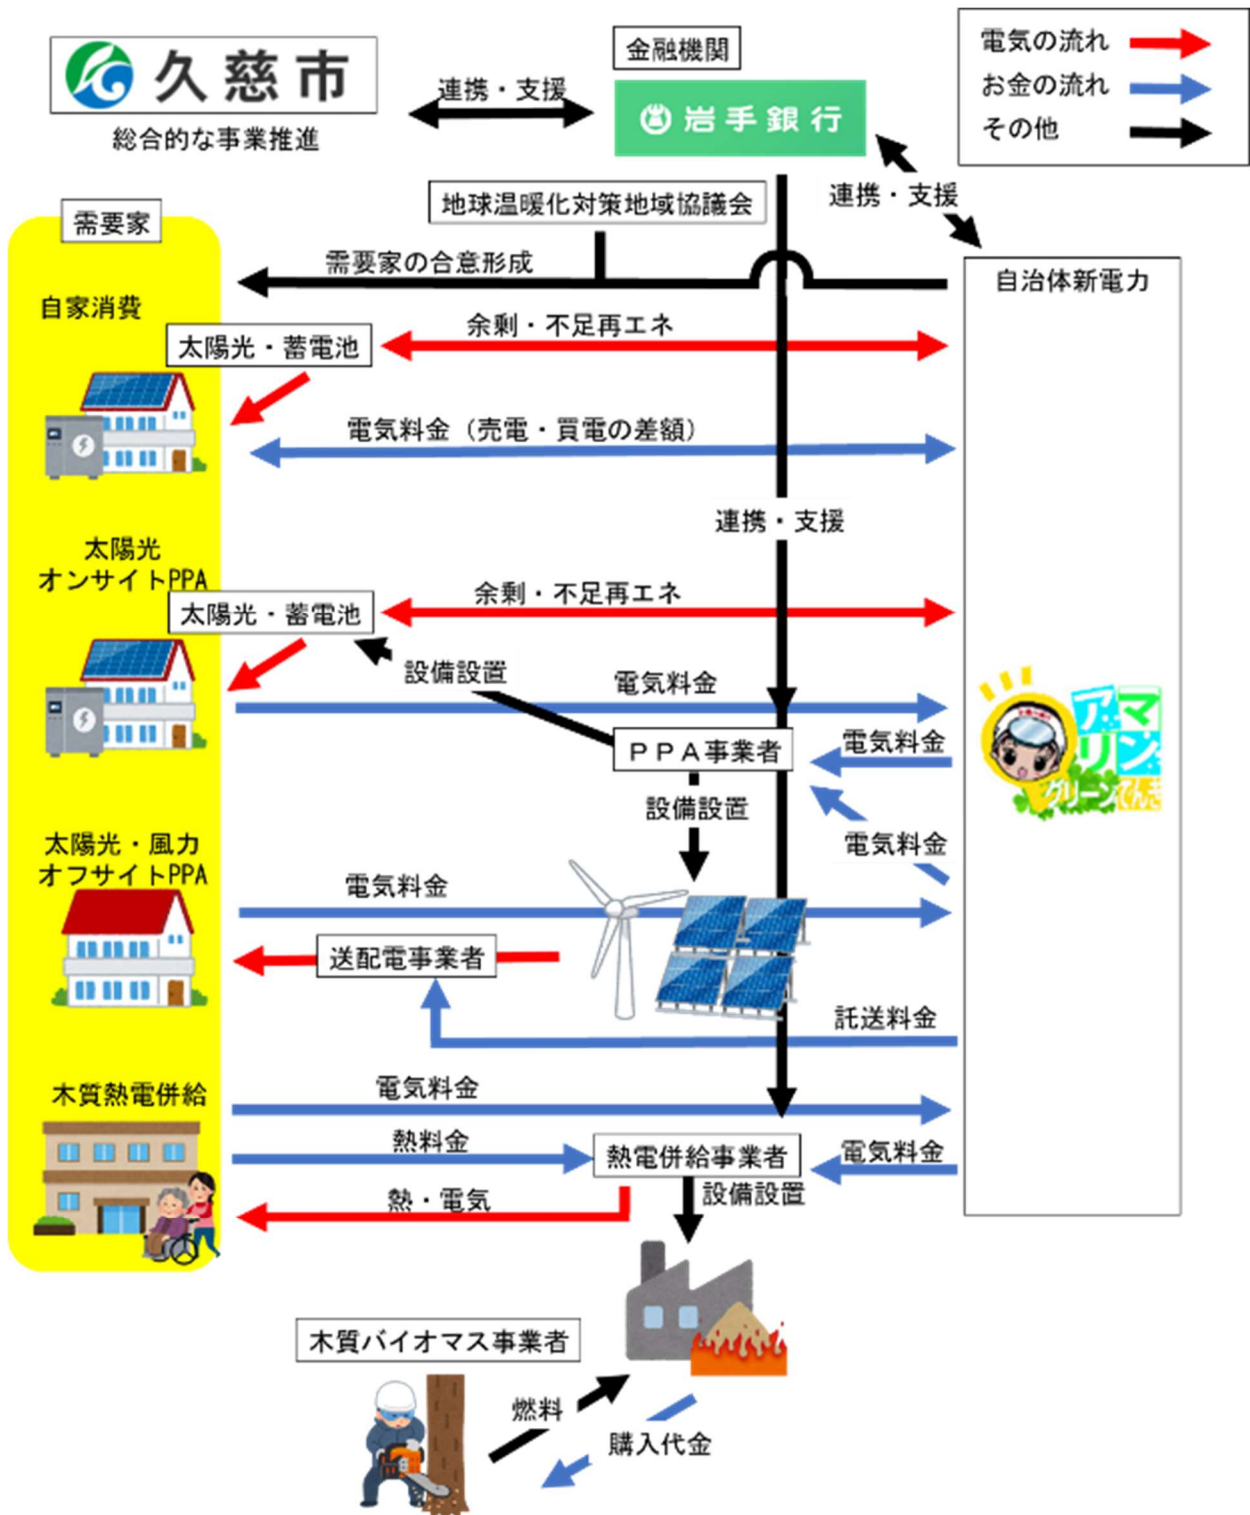 久慈市
総合的な事業推進
連携・支援
金融機関
岩手銀行
電気の流れ
お金の流れ
その他
連携・支援
地球温暖化対策地域協議会
需要家
需要家の合意形成
自治体新電力
自家消費
太陽光・蓄電池
余剰・不足再エネ
電気料金（売電・買電の差額）
連携・支援
太陽光
オンサイトPPA
太陽光・蓄電池
余剰・不足再エネ
設備設置
電気料金
PPA事業者
電気料金
アマリン
グリーンでんき
設備設置
電気料金
太陽光・風力
オフサイトPPA
電気料金
送配電事業者
託送料金
木質熱電併給
電気料金
熱料金
熱電併給事業者
電気料金
熱・電気
設備設置
木質バイオマス事業者
燃料
購入代金